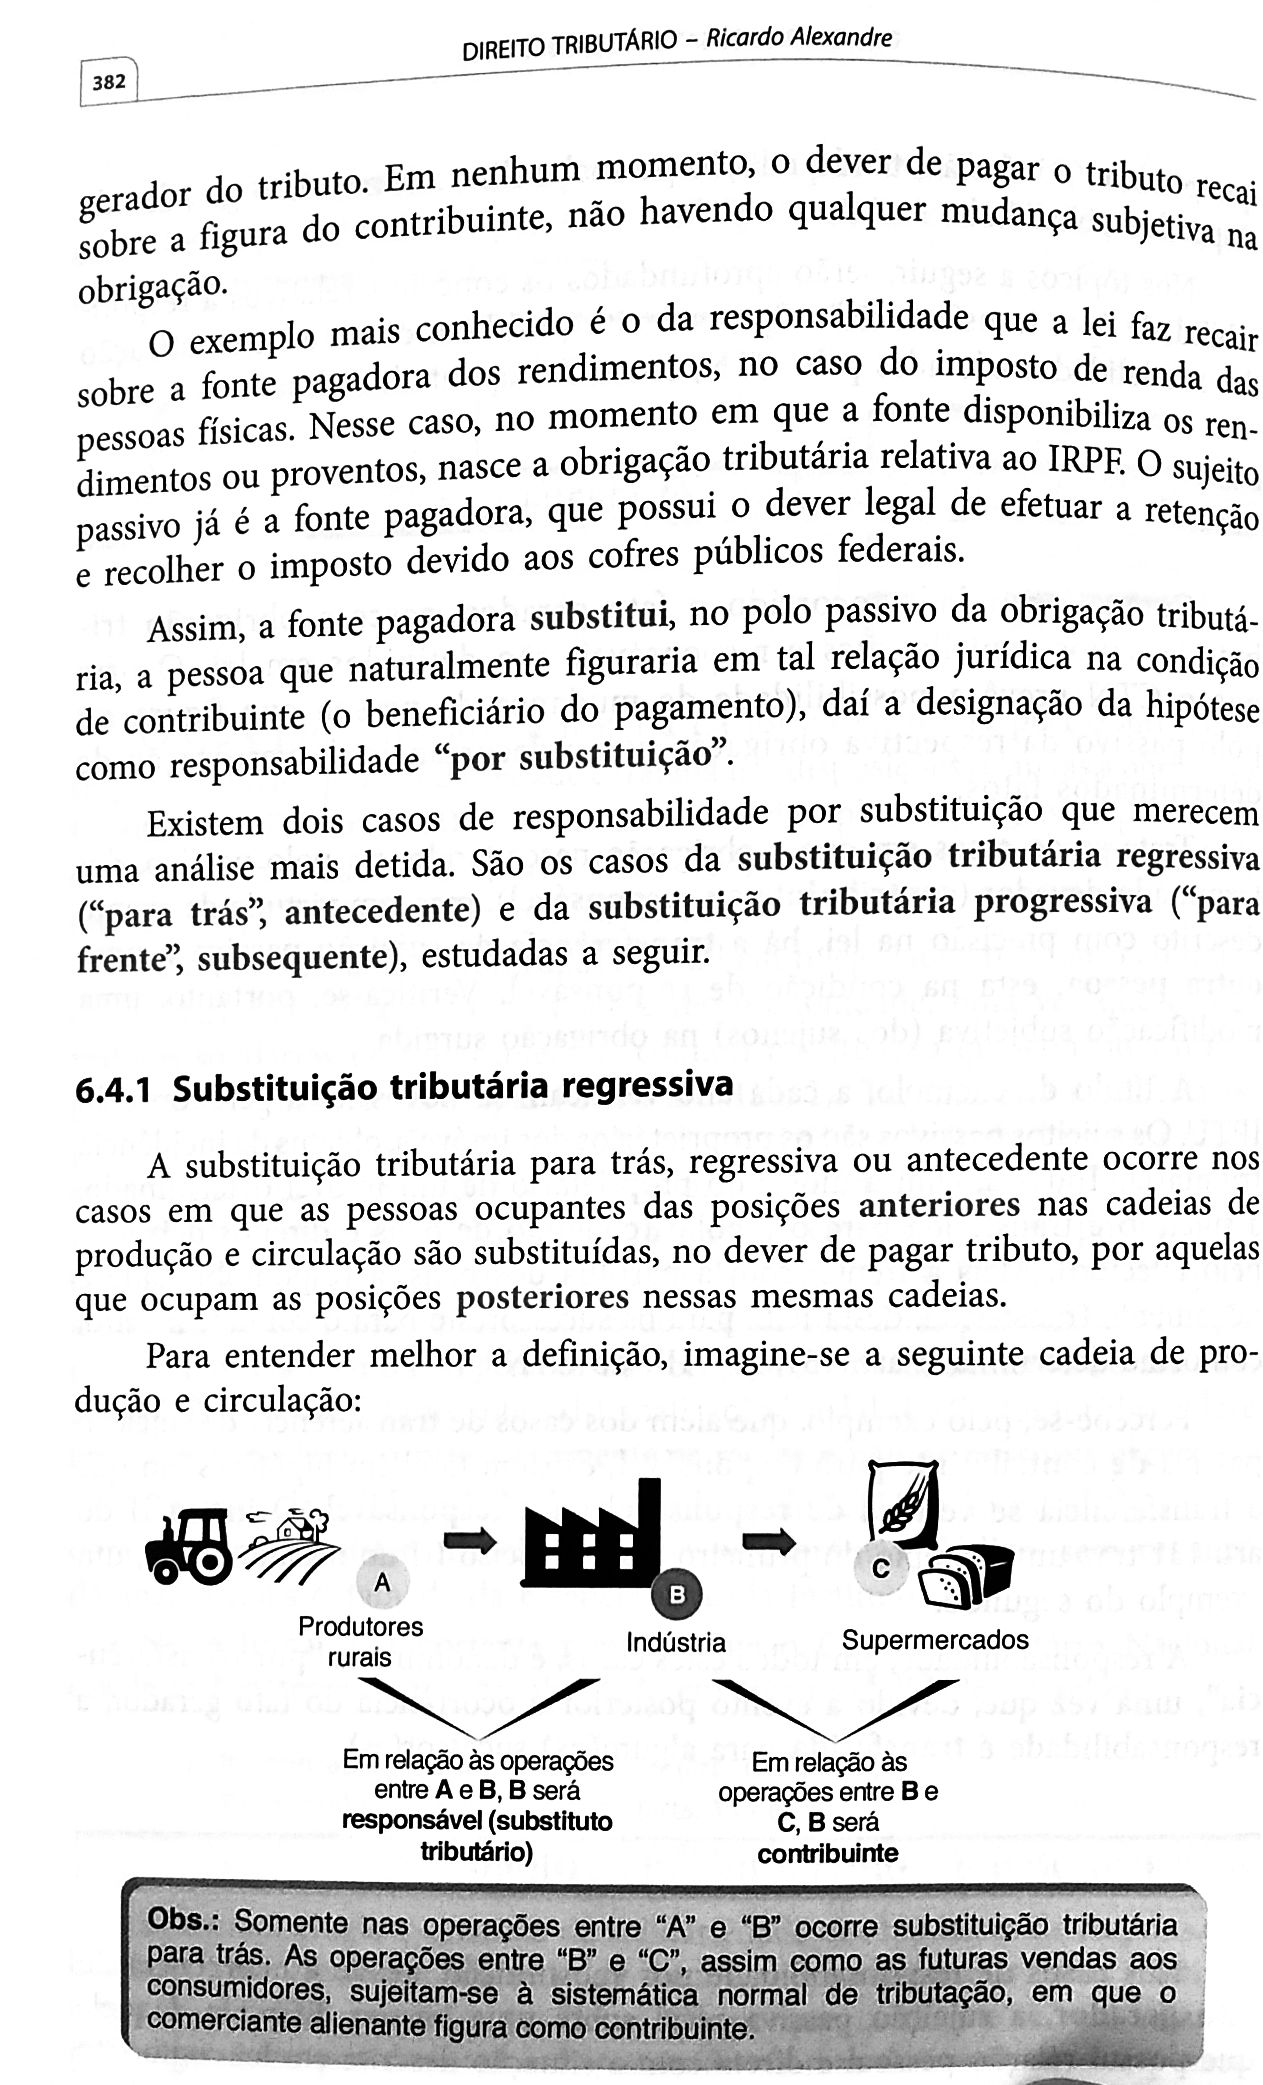 DIREITO TRIBUTÁRIO – Ricardo Alexandre
382
gerador do tributo. Em nenhum momento, o dever de pagar o tributo recai
sobre a figura do contribuinte, não havendo qualquer mudança subjetiva na
obrigação.
O exemplo mais conhecido é o da responsabilidade que a lei faz recair
sobre a fonte pagadora dos rendimentos, no caso do imposto de renda das
pessoas físicas. Nesse caso, no momento em que a fonte disponibiliza os ren-
dimentos ou proventos, nasce a obrigação tributária relativa ao IRPF. O sujeito
passivo já é a fonte pagadora, que possui o dever legal de efetuar a retenção
e recolher o imposto devido aos cofres públicos federais.
Assim, a fonte pagadora substitui, no polo passivo da obrigação tributá-
ria, a pessoa que naturalmente figuraria em tal relação jurídica na condição
de contribuinte (o beneficiário do pagamento), daí a designação da hipótese
como responsabilidade “por substituição”.
Existem dois casos de responsabilidade por substituição que merecem
uma análise mais detida. São os casos da substituição tributária regressiva
(“para trás”, antecedente) e da substituição tributária progressiva (“para
frente”, subsequente), estudadas a seguir.
6.4.1 Substituição tributária regressiva
A substituição tributária para trás, regressiva ou antecedente ocorre nos
casos em que as pessoas ocupantes das posições anteriores nas cadeias de
produção e circulação são substituídas, no dever de pagar tributo, por aquelas
que ocupam as posições posteriores nessas mesmas cadeias.
Para entender melhor a definição, imagine-se a seguinte cadeia de pro-
dução e circulação:
A
B
C
Produtores
rurais
Indústria
Supermercados
Em relação às operações
entre A e B, B será
responsável (substituto
tributário)
Em relação às
operações entre B e
C, B será
contribuinte
Obs.: Somente nas operações entre “A” e “B” ocorre substituição tributária
para trás. As operações entre “B” e “C”, assim como as futuras vendas aos
consumidores, sujeitam-se à sistemática normal de tributação, em que o
comerciante alienante figura como contribuinte.